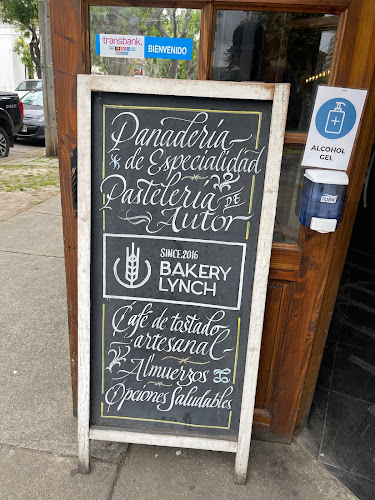 transbank.
BIENVENIDO
ALCOHOL
GEL
TORK
Panadería
de Especialidad
Pastelería
DE
Autor
SINCE.2016
BAKERY
LYNCH
Café de tostado
artesanal
Almuerzos
Opciones Saludables